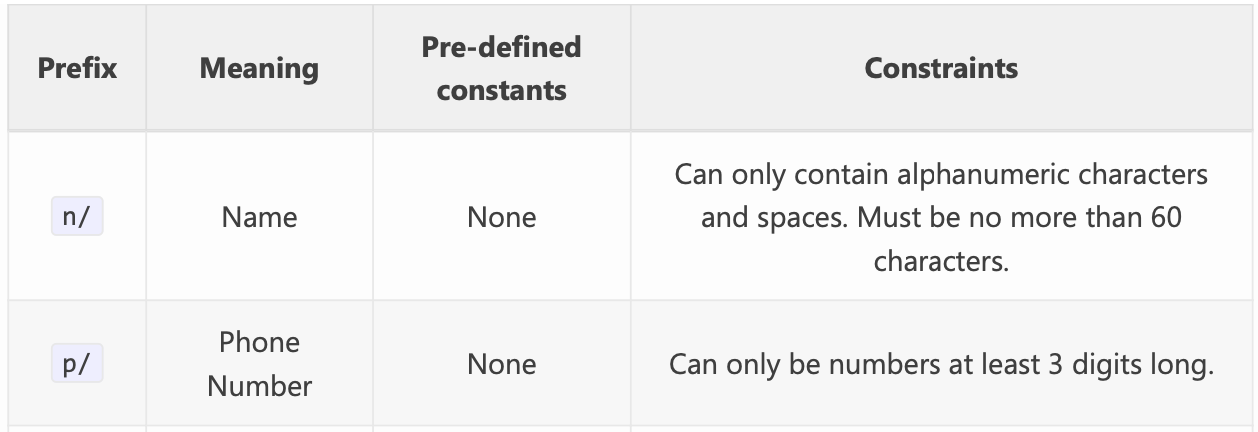 Prefix
Meaning
Pre-defined
constants
Constraints
n/
Name
None
Can only contain alphanumeric characters
and spaces. Must be no more than 60
characters.
p/
Phone
Number
None
Can only be numbers at least 3 digits long.